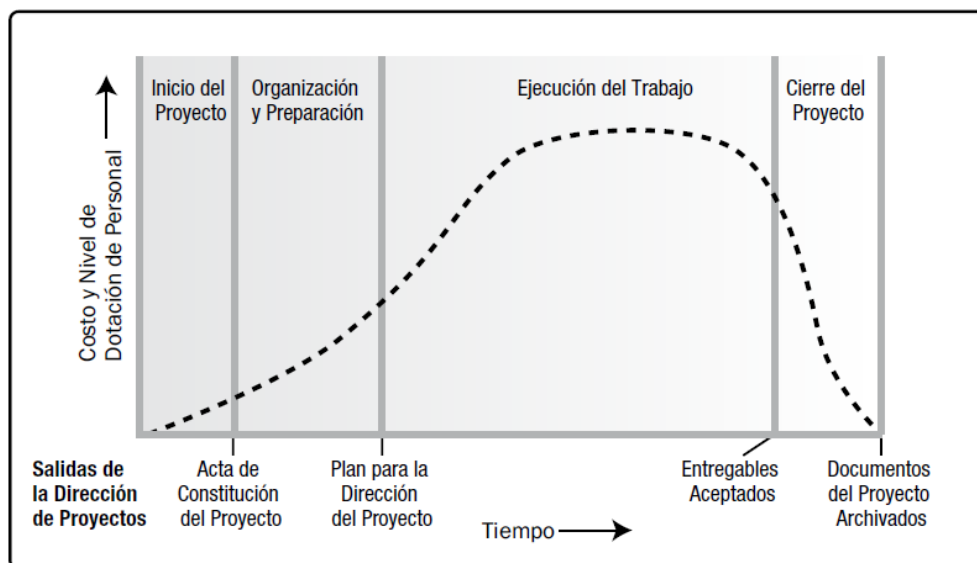 Inicio del
Proyecto
Organización
y Preparación
Ejecución del Trabajo
Cierre del
Proyecto
Costo y Nivel de
Dotación de Personal
Salidas de
la Dirección
de Proyectos
Acta de
Constitución
del Proyecto
Plan para la
Dirección
del Proyecto
Entregables
Aceptados
Documentos
del Proyecto
Archivados
Tiempo